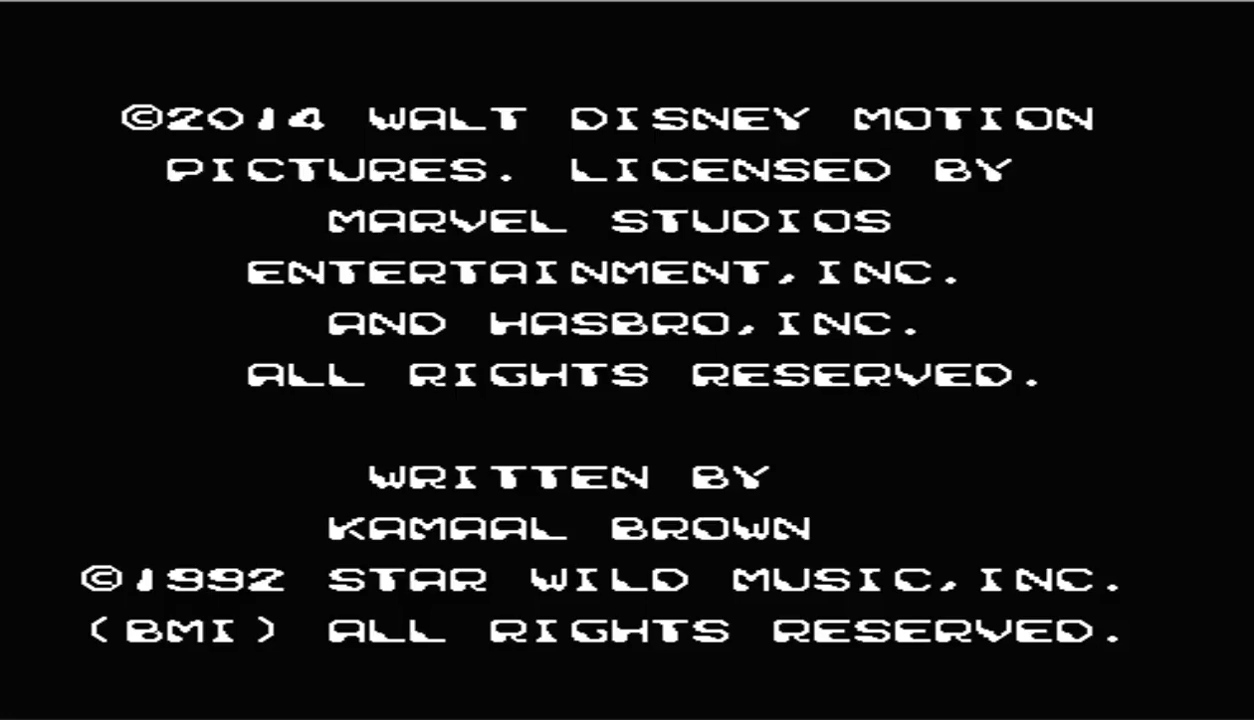 ©2014 WALT DISNEY MOTION
PICTURES. LICENSED BY
MARVEL STUDIOS
ENTERTAINMENT,INC.
AND HASBRO,INC.
ALL RIGHTS RESERVED.
WRITTEN BY
KAMAAL BROWN
©1992 STAR WILD MUSIC,INC.
(BMI) ALL RIGHTS RESERVED.